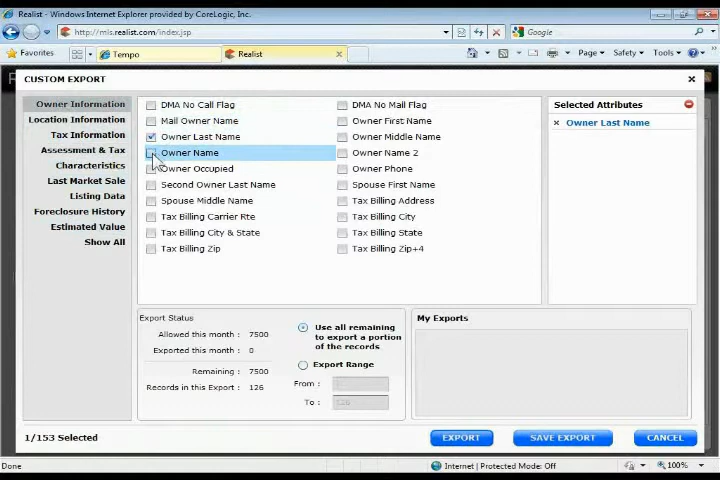 Realist - Windows Internet Explorer provided by CoreLogic, Inc.
http://mls.realist.com/index.jsp
Google
Favorites
Tempo
Realist
Page
Safety
Tools
CUSTOM EXPORT
Owner Information
Location Information
Tax Information
Assessment & Tax
Characteristics
Last Market Sale
Listing Data
Foreclosure History
Estimated Value
Show All
DMA No Call Flag
DMA No Mail Flag
Mail Owner Name
Owner First Name
Owner Last Name
Owner Middle Name
Owner Name
Owner Name 2
Owner Occupied
Owner Phone
Second Owner Last Name
Spouse First Name
Spouse Middle Name
Tax Billing Address
Tax Billing Carrier Rte
Tax Billing City
Tax Billing City & State
Tax Billing State
Tax Billing Zip
Tax Billing Zip+4
Selected Attributes
Owner Last Name
Export Status
Allowed this month : 7500
Exported this month : 0
Remaining : 7500
Records in this Export : 126
Use all remaining
to export a portion
of the records
Export Range
From :
To : 126
My Exports
1/153 Selected
EXPORT
SAVE EXPORT
CANCEL
Done
Internet | Protected Mode: Off
100%